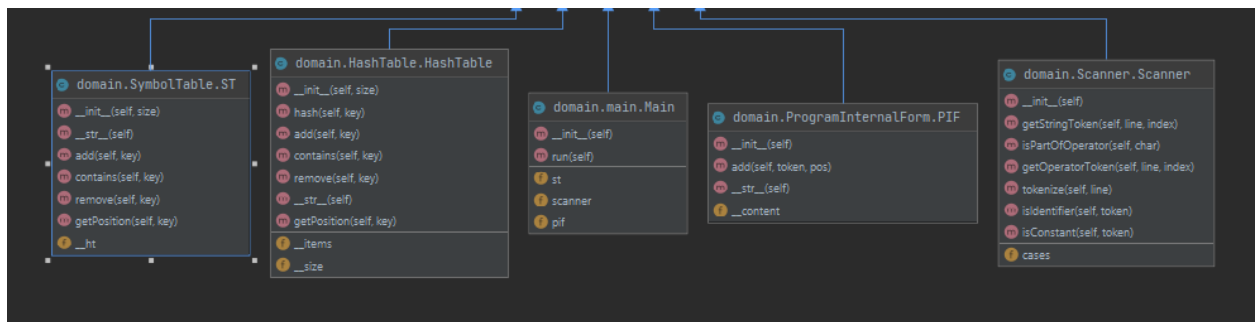 domain.SymbolTable.ST
__init__(self, size)
__str__(self)
add(self, key)
contains(self, key)
remove(self, key)
getPosition(self, key)
__ht
domain.HashTable.HashTable
__init__(self, size)
hash(self, key)
add(self, key)
contains(self, key)
remove(self, key)
__str__(self)
getPosition(self, key)
__items
__size
domain.main.Main
__init__(self)
run(self)
st
scanner
pif
domain.ProgramInternalForm.PIF
__init__(self)
add(self, token, pos)
__str__(self)
__content
domain.Scanner.Scanner
__init__(self)
getStringToken(self, line, index)
isPartOfOperator(self, char)
getOperatorToken(self, line, index)
tokenize(self, line)
isIdentifier(self, token)
isConstant(self, token)
cases